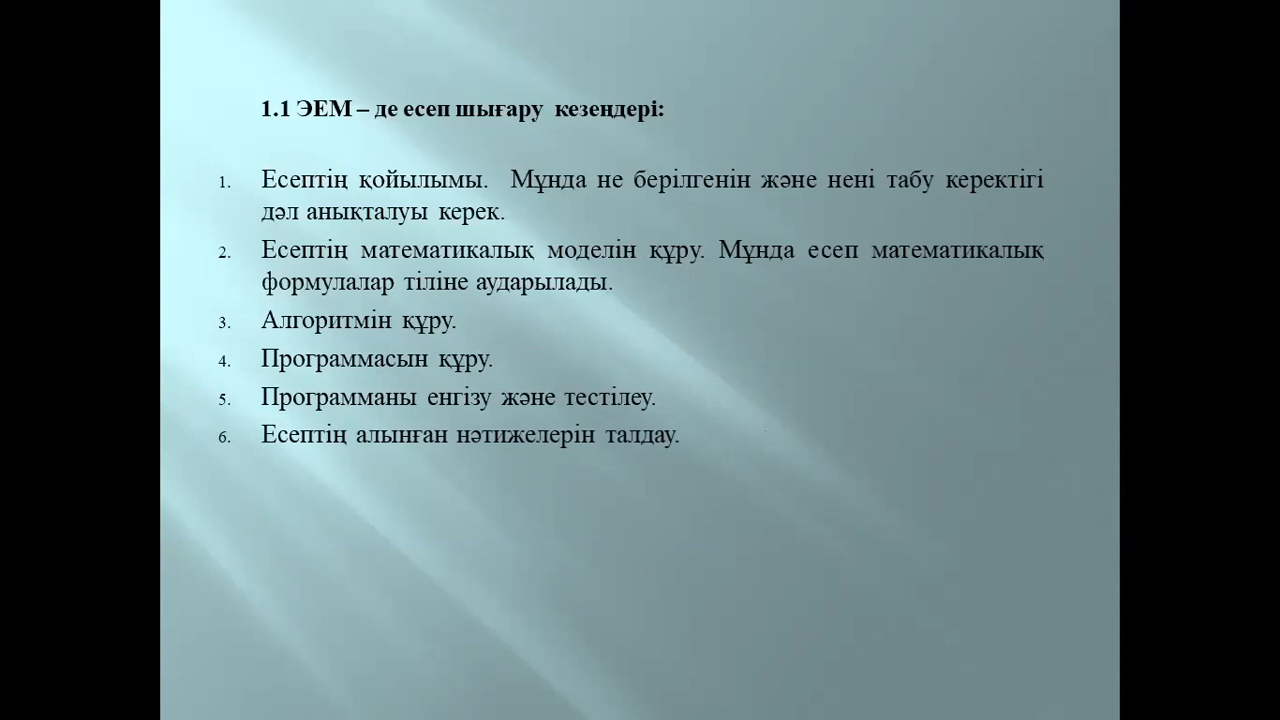 1.1 ЭЕМ – де есеп шығару кезеңдері:
1. Есептің қойылымы. Мұнда не берілгенін және нені табу керектігі
дәл анықталуы керек.
2. Есептің математикалық моделін құру. Мұнда есеп математикалық
формулалар тіліне аударылады.
3. Алгоритмін құру.
4. Программасын құру.
5. Программаны енгізу және тестілеу.
6. Есептің алынған нәтижелерін талдау.